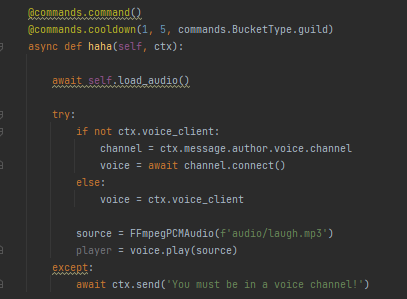 @commands.command()
@commands.cooldown(1, 5, commands.BucketType.guild)
async def haha(self, ctx):
await self.load_audio()
try:
if not ctx.voice_client:
channel = ctx.message.author.voice.channel
voice = await channel.connect()
else:
voice = ctx.voice_client
source = FFmpegPCMAudio(f'audio/laugh.mp3')
player = voice.play(source)
except:
await ctx.send('You must be in a voice channel!')